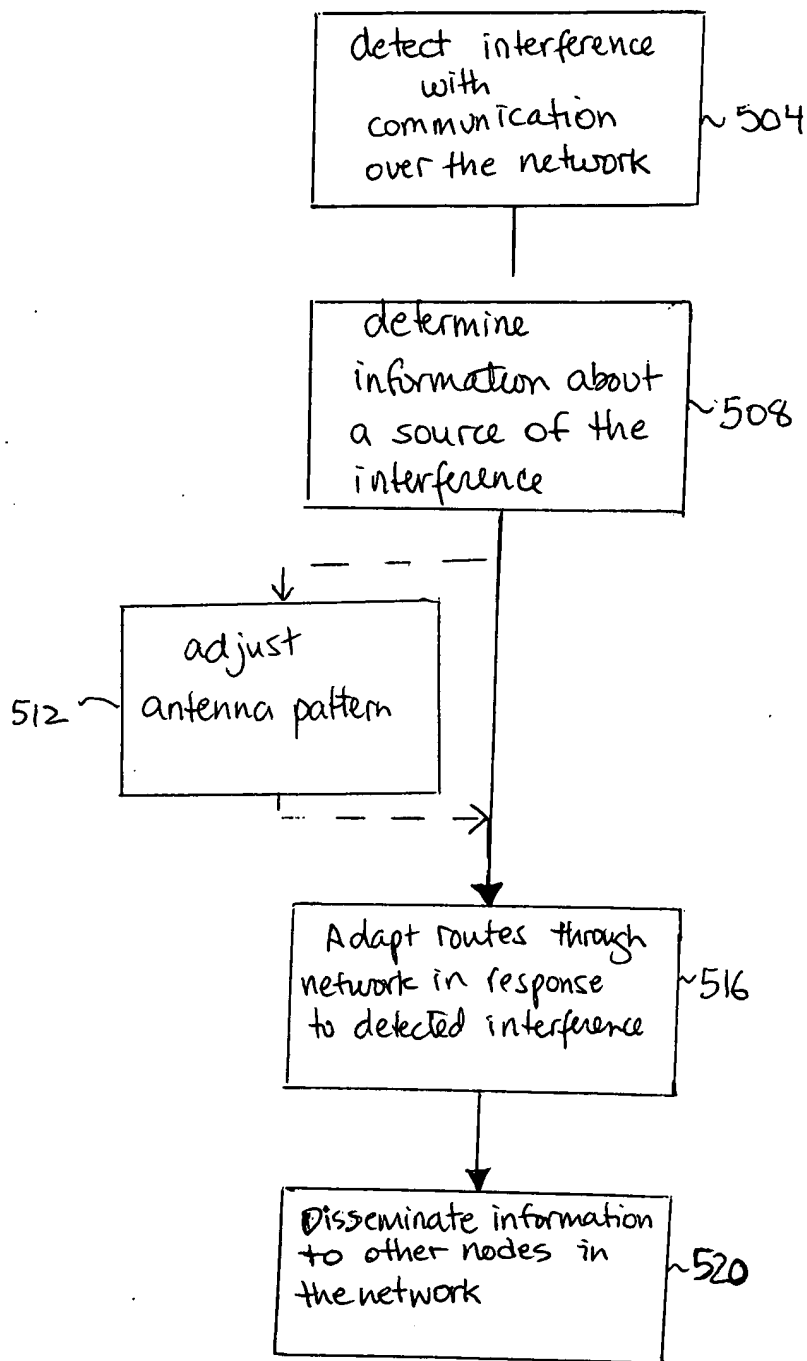 detect interference
with
communication
over the network
504
determine
information about
a source of the
interference
508
adjust
antenna pattern
512
Adapt routes through
network in response
to detected interference
516
Disseminate information
to other nodes in
the network
520